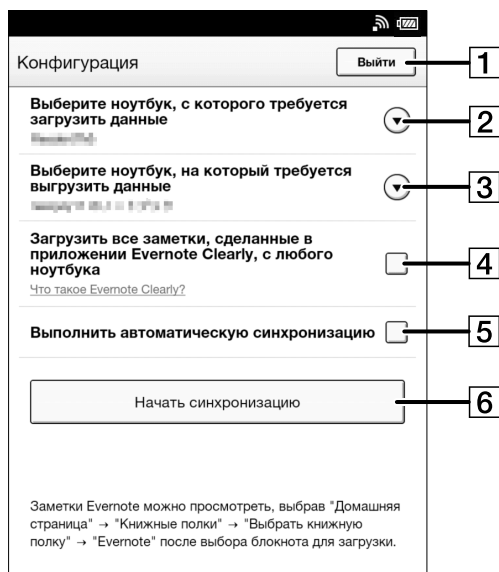 Конфигурация
Выйти
1
Выберите ноутбук, с которого требуется
загрузить данные
2
Выберите ноутбук, на который требуется
выгрузить данные
3
Загрузить все заметки, сделанные в
приложении Evernote Clearly, с любого
ноутбука
4
Что такое Evernote Clearly?
Выполнить автоматическую синхронизацию
5
Начать синхронизацию
6
Заметки Evernote можно просмотреть, выбрав "Домашняя
страница" → "Книжные полки" → "Выбрать книжную
полку" → "Evernote" после выбора блокнота для загрузки.